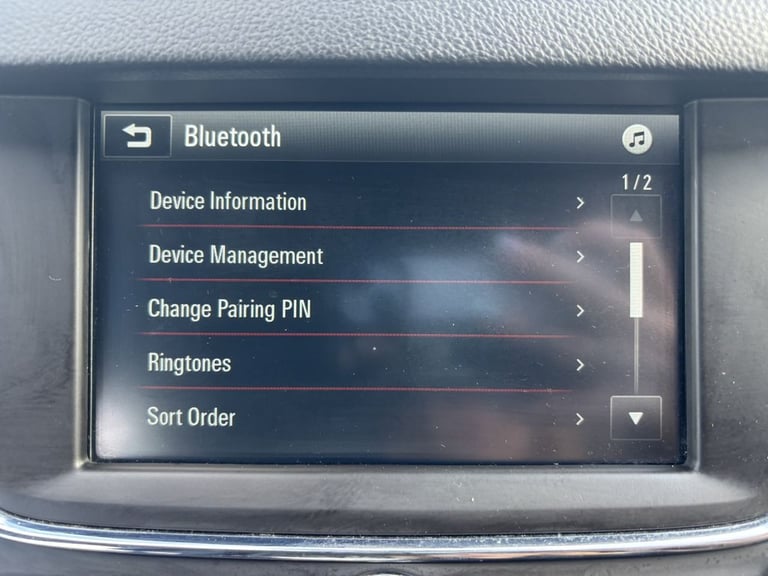 Bluetooth
1/2
Device Information
Device Management
Change Pairing PIN
Ringtones
Sort Order